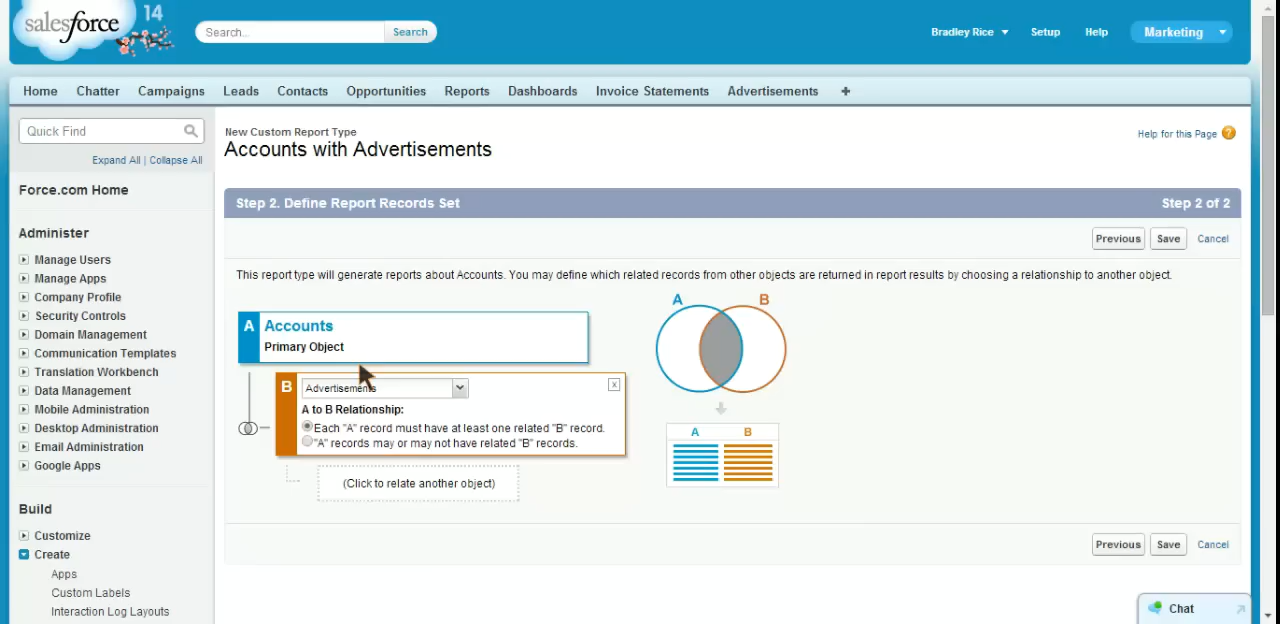 salesforce
14
Search...
Search
Bradley Rice
Setup
Help
Marketing
Home
Chatter
Campaigns
Leads
Contacts
Opportunities
Reports
Dashboards
Invoice Statements
Advertisements
+
Quick Find
Expand All | Collapse All
Force.com Home
Administer
Manage Users
Manage Apps
Company Profile
Security Controls
Domain Management
Communication Templates
Translation Workbench
Data Management
Mobile Administration
Desktop Administration
Email Administration
Google Apps
Build
Customize
Create
Apps
Custom Labels
Interaction Log Layouts
New Custom Report Type
Accounts with Advertisements
Help for this Page ?
Step 2. Define Report Records Set
Step 2 of 2
Previous
Save
Cancel
This report type will generate reports about Accounts. You may define which related records from other objects are returned in report results by choosing a relationship to another object.
A
Accounts
Primary Object
B
Advertisements
x
A to B Relationship:
Each "A" record must have at least one related "B" record.
"A" records may or may not have related "B" records.
(Click to relate another object)
A
B
A
B
Previous
Save
Cancel
Chat